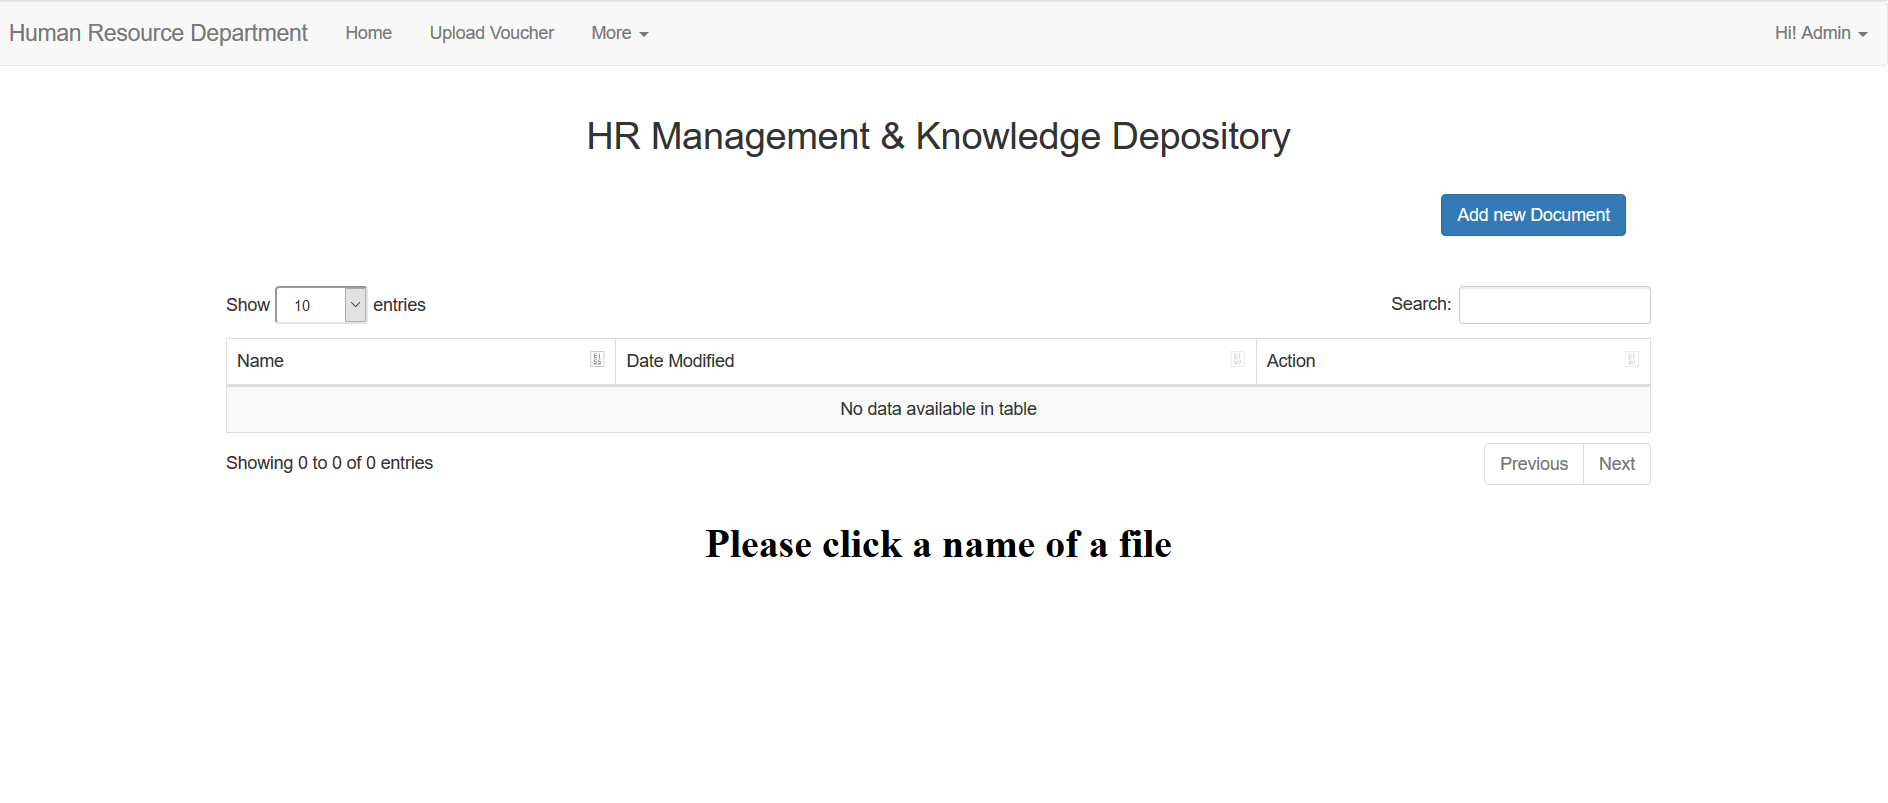 Human Resource Department Home Upload Voucher More Hi! Admin
HR Management & Knowledge Depository
Add new Document
Show 10 entries Search:
Name Date Modified Action
No data available in table
Showing 0 to 0 of 0 entries Previous Next
Please click a name of a file